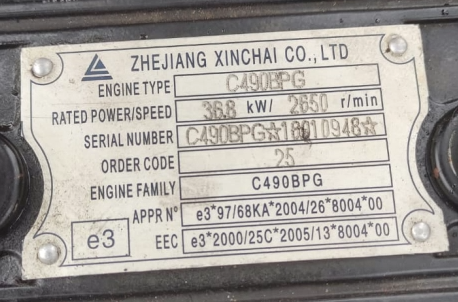 ZHEJIANG XINCHAI CO.,LTD
ENGINE TYPE C490BPG
RATED POWER/SPEED 36.8 kW/ 2650 r/min
SERIAL NUMBER C490BPG☆16010948☆
ORDER CODE 25
ENGINE FAMILY C490BPG
APPR N° e3*97/68KA*2004/26*8004*00
e3 EEC e3*2000/25C*2005/13*8004*00